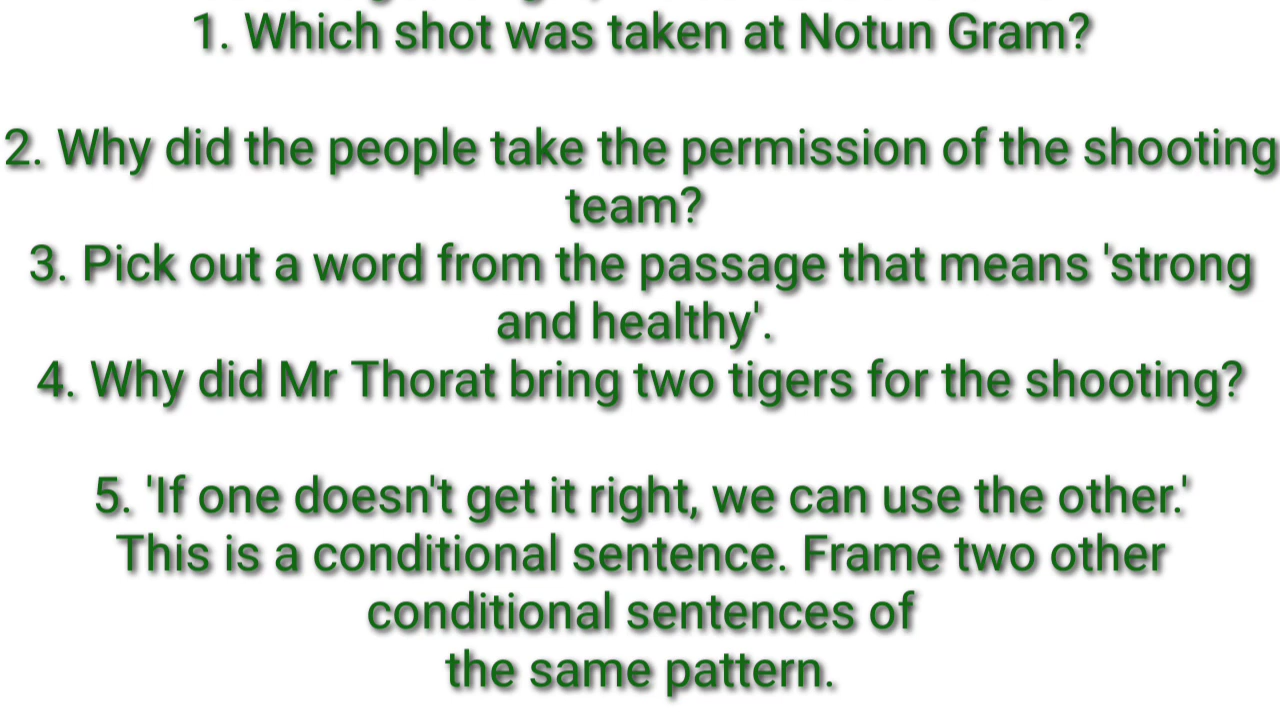 1. Which shot was taken at Notun Gram?
2. Why did the people take the permission of the shooting
team?
3. Pick out a word from the passage that means 'strong
and healthy'.
4. Why did Mr Thorat bring two tigers for the shooting?
5. 'If one doesn't get it right, we can use the other.'
This is a conditional sentence. Frame two other
conditional sentences of
the same pattern.